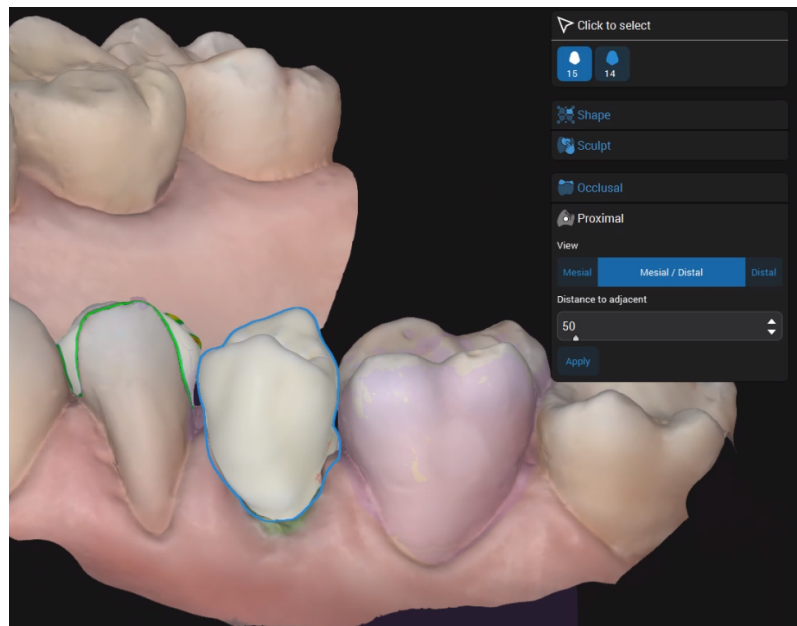 Click to select
15 14
Shape
Sculpt
Occlusal
Proximal
View
Mesial Mesial / Distal Distal
Distance to adjacent
50
Apply